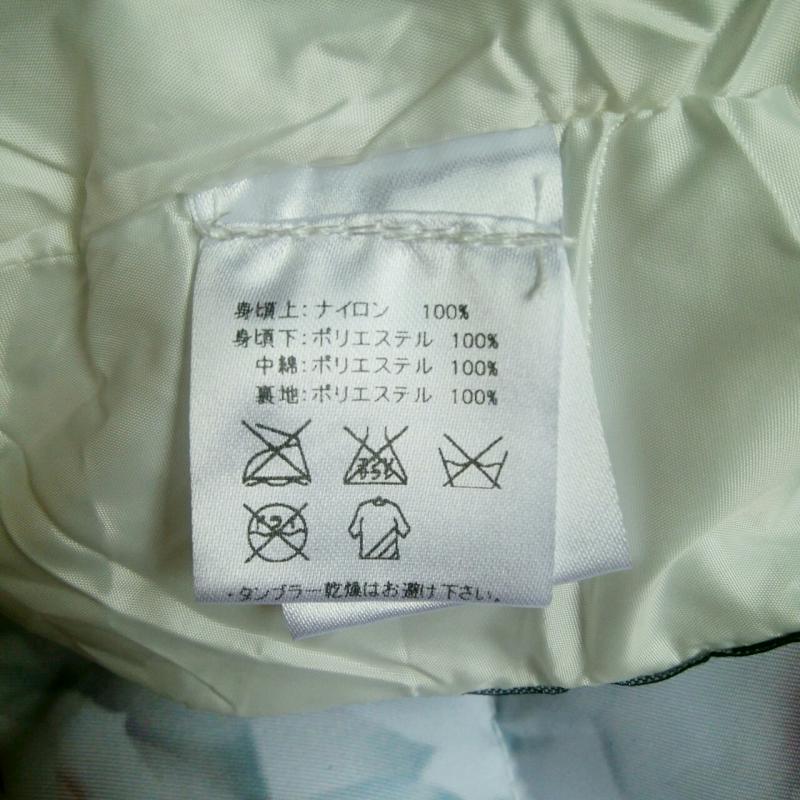 身頃上:ナイロン 100%
身頃下:ポリエステル 100%
中綿:ポリエステル 100%
裏地:ポリエステル 100%
・タンブラー乾燥はお避け下さい。